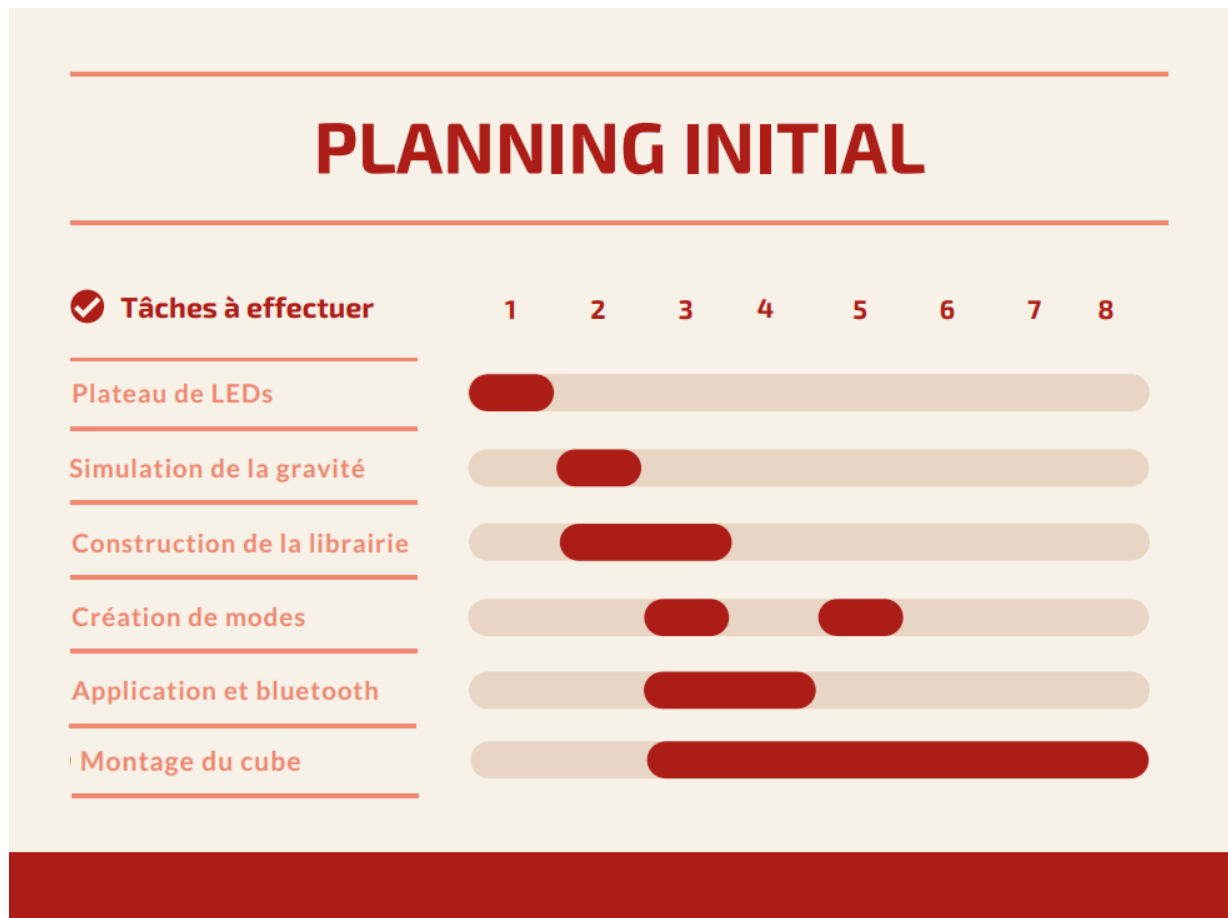 PLANNING INITIAL
Tâches à effectuer 1 2 3 4 5 6 7 8
Plateau de LEDs
Simulation de la gravité
Construction de la librairie
Création de modes
Application et bluetooth
Montage du cube